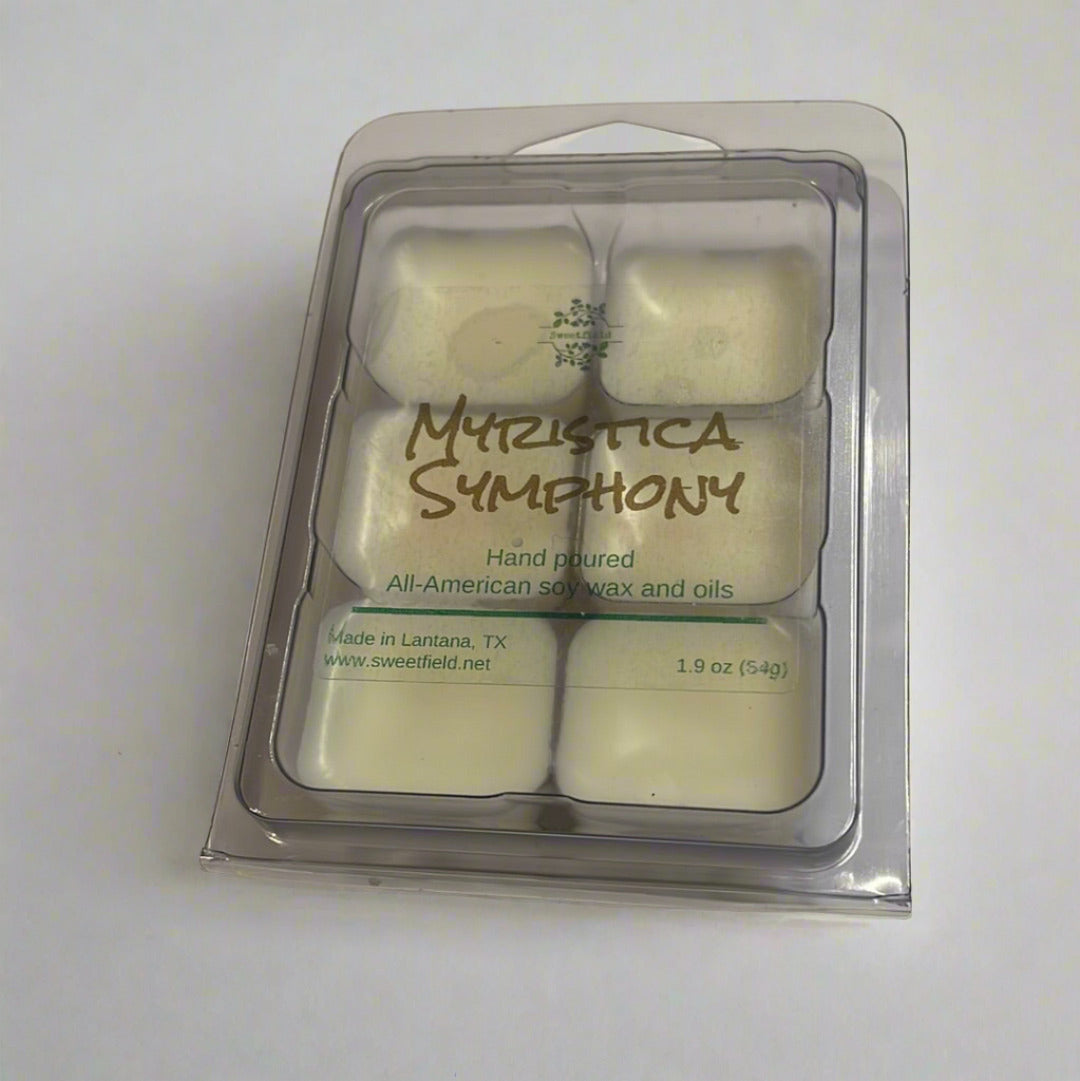 Sweetfield
MYRISTICA
SYMPHONY
Hand poured
All-American soy wax and oils
Made in Lantana, TX
www.sweetfield.net
1.9 oz (54g)